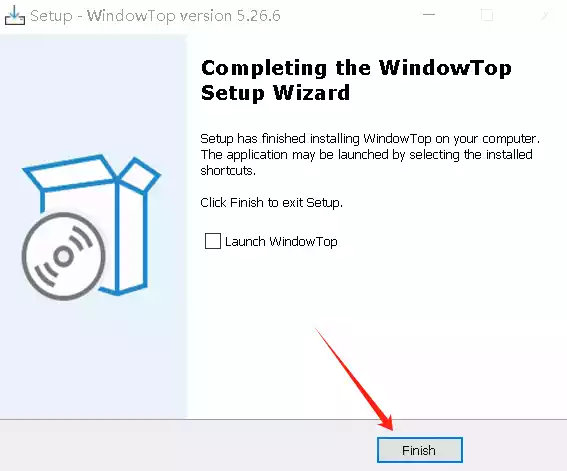 Setup - WindowTop version 5.26.6
Completing the WindowTop
Setup Wizard
Setup has finished installing WindowTop on your computer.
The application may be launched by selecting the installed
shortcuts.
Click Finish to exit Setup.
Launch WindowTop
Finish